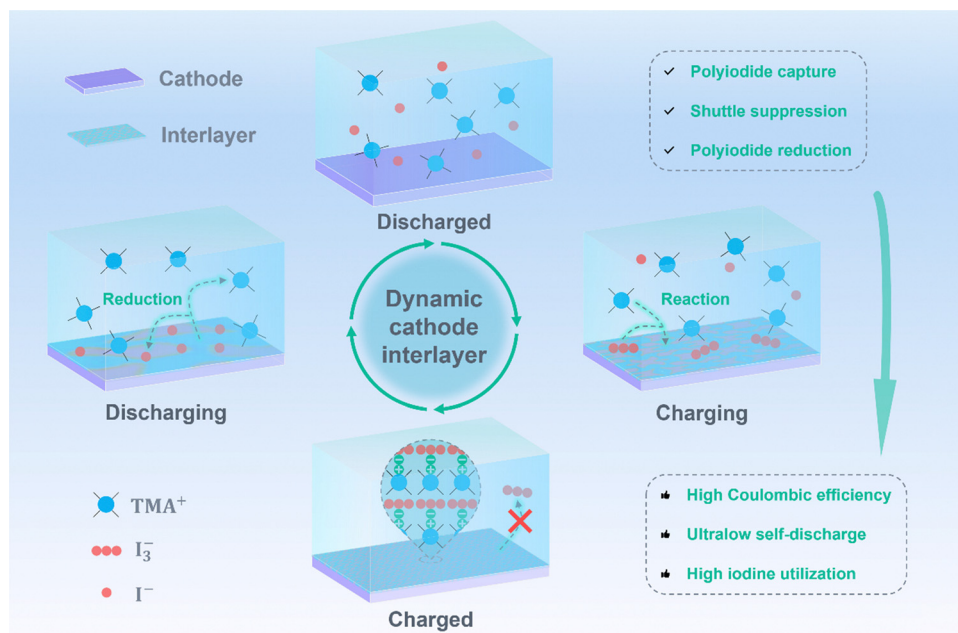 Cathode
Interlayer
Discharged
Polyiodide capture
Shuttle suppression
Polyiodide reduction
Reduction
Discharging
Dynamic
cathode
interlayer
Reaction
Charging
TMA⁺
I₃⁻
I⁻
Charged
High Coulombic efficiency
Ultralow self-discharge
High iodine utilization